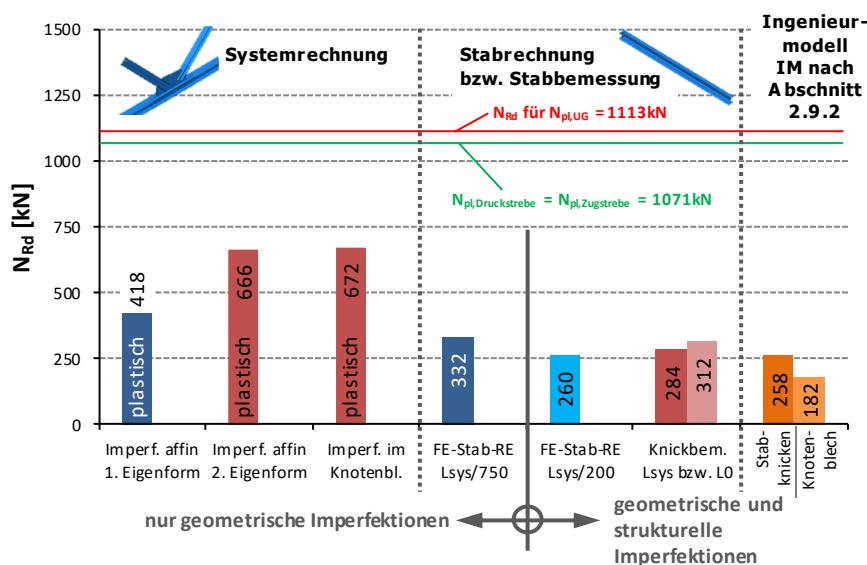 1500
1250
1000
750
500
250
0
N_Rd [kN]
Systemrechnung
Stabrechnung
bzw. Stabbemessung
Ingenieur-
modell
IM nach
Abschnitt
2.9.2
N_Rd für N_pl,UG = 1113kN
N_pl,Druckstrebe = N_pl,Zugstrebe = 1071kN
418
plastisch
666
plastisch
672
plastisch
332
260
284
312
258
182
Imperf. affin
1. Eigenform
Imperf. affin
2. Eigenform
Imperf. im
Knotenbl.
FE-Stab-RE
Lsys/750
FE-Stab-RE
Lsys/200
Knickbem.
Lsys bzw. L0
Stab-
knicken
Knoten-
blech
nur geometrische Imperfektionen
geometrische und
strukturelle
Imperfektionen